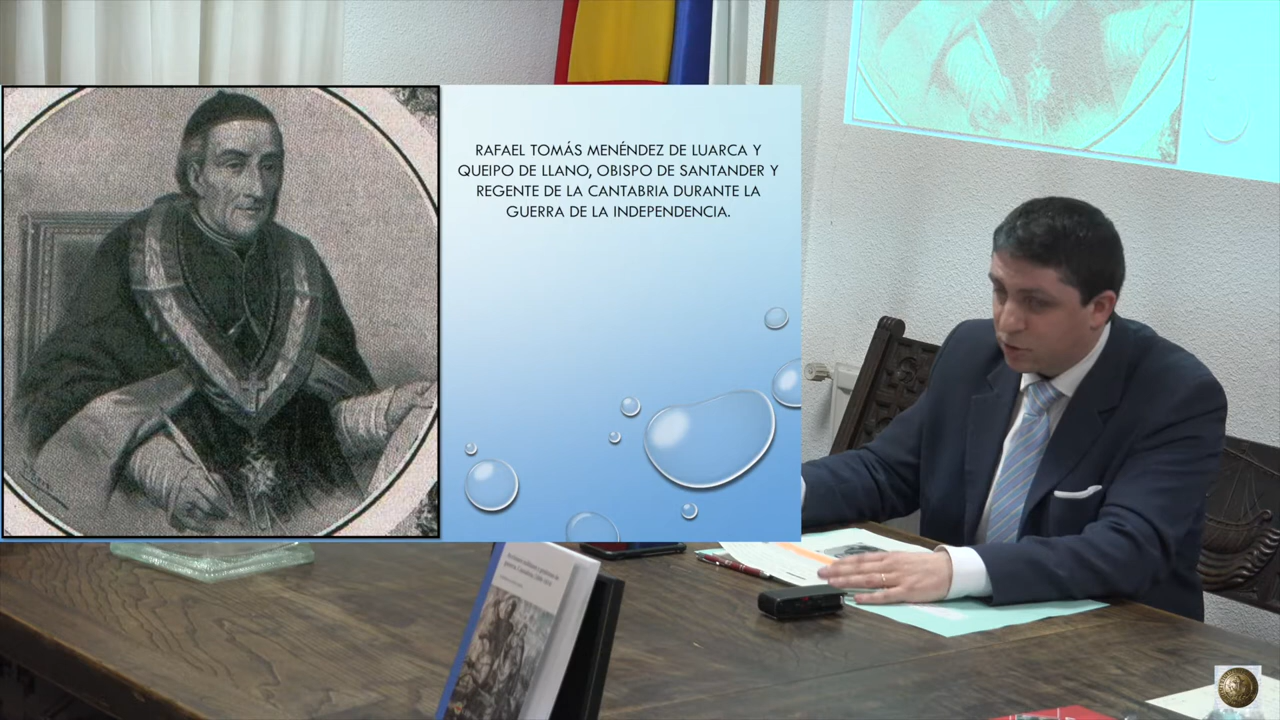 RAFAEL TOMÁS MENÉNDEZ DE LUARCA Y
QUEIPO DE LLANO, OBISPO DE SANTANDER Y
REGENTE DE LA CANTABRIA DURANTE LA
GUERRA DE LA INDEPENDENCIA.